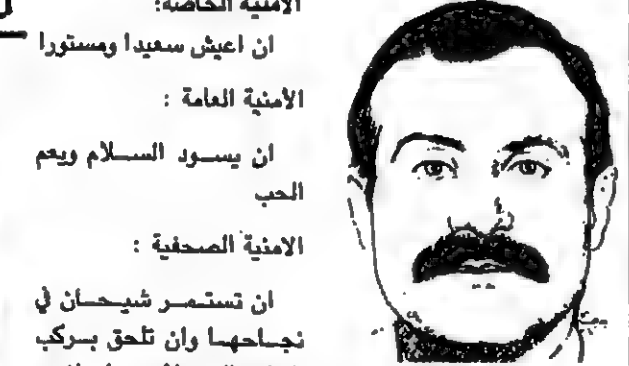 الامنية الخاصة:
ان اعيش سعيدا ومستورا
الأمنية العامة :
ان يسود السلام ويعم
الحب
الامنية الصحفية :
ان تستمر شيحان في
نجاحها وان تلحق بركب